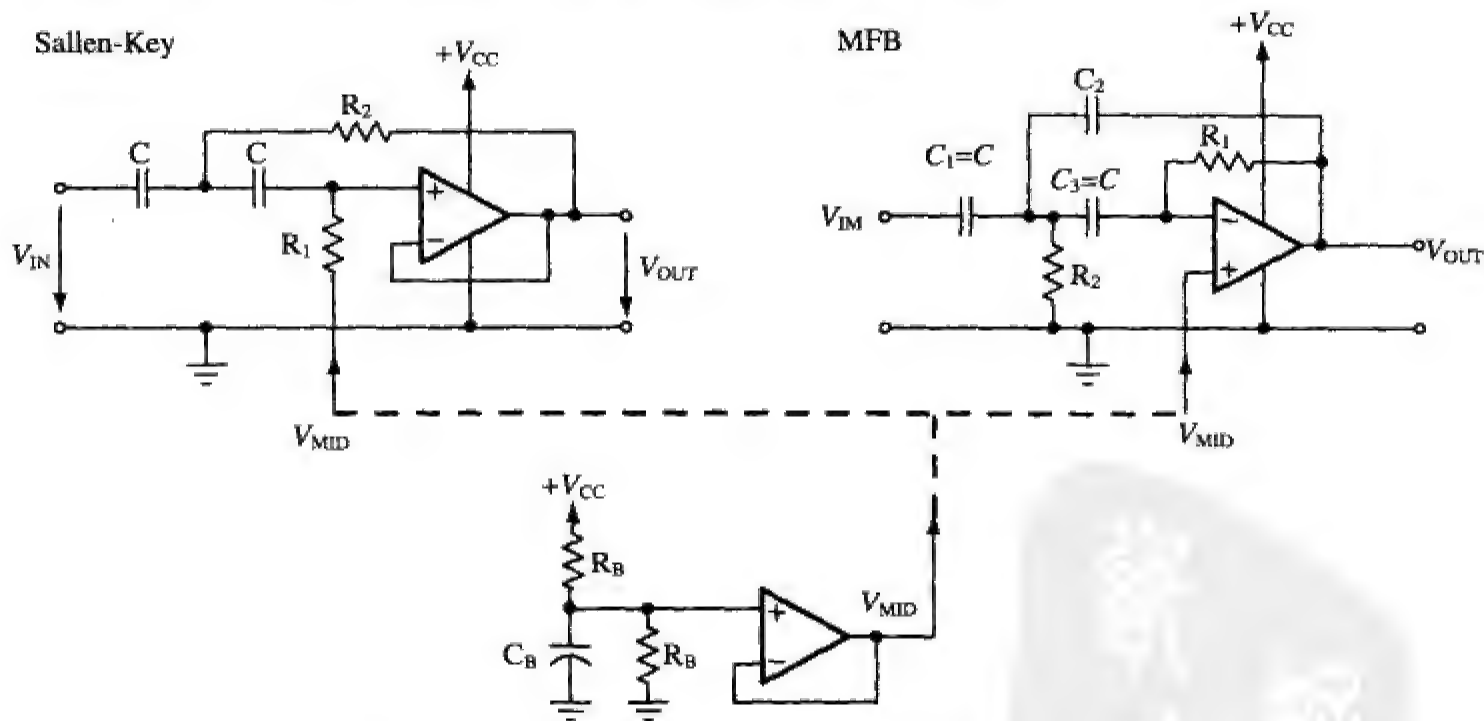 Sallen-Key
+V_CC
R_2
C
C
+
−
R_1
V_IN
V_OUT
V_MID
MFB
+V_CC
C_2
R_1
C_1=C
C_3=C
V_IM
−
+
R_2
V_OUT
V_MID
+V_CC
R_B
C_B
R_B
+
−
V_MID